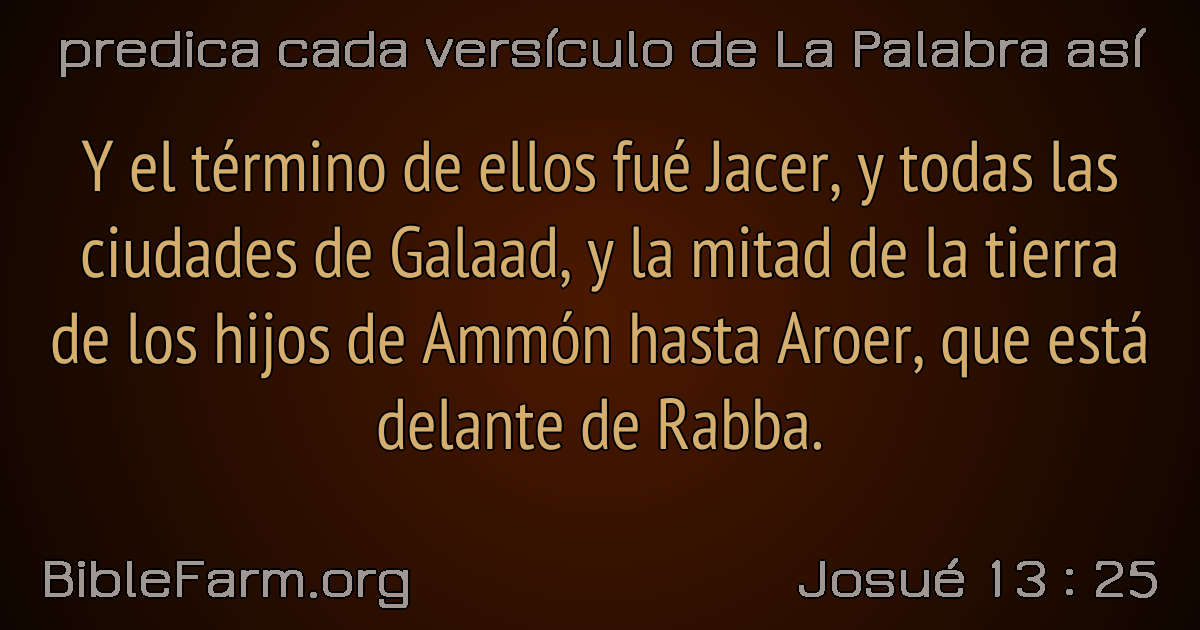 predica cada versículo de La Palabra así
Y el término de ellos fué Jacer, y todas las
ciudades de Galaad, y la mitad de la tierra
de los hijos de Ammón hasta Aroer, que está
delante de Rabba.
BibleFarm.org
Josué 13 : 25